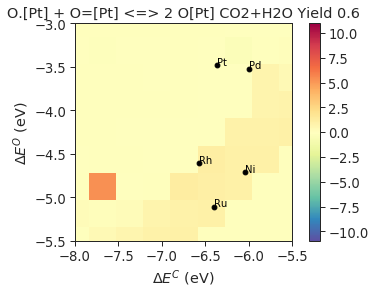 O.[Pt] + O=[Pt] <=> 2 O[Pt] CO2+H2O Yield 0.6
−3.0
−3.5
−4.0
−4.5
−5.0
−5.5
ΔE^O (eV)
Pt
Pd
Rh
Ni
Ru
−8.0 −7.5 −7.0 −6.5 −6.0 −5.5
ΔE^C (eV)
10.0
7.5
5.0
2.5
0.0
−2.5
−5.0
−7.5
−10.0